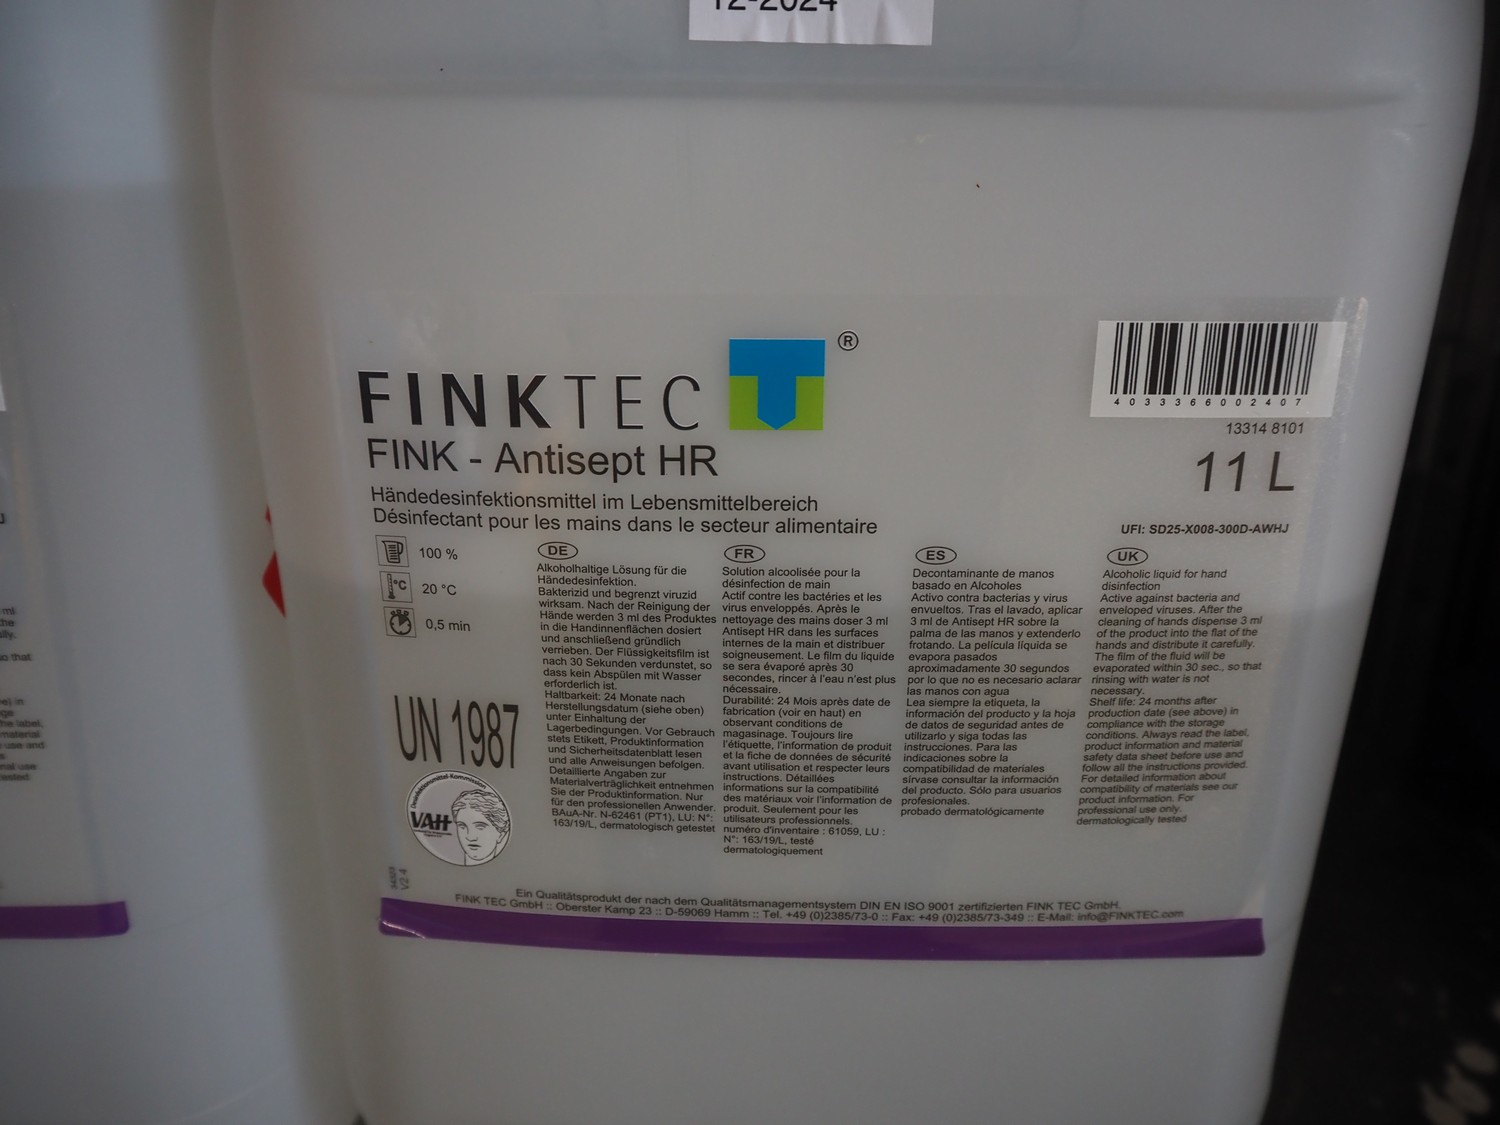 12-2024
FINKTEC ®
FINK - Antisept HR
Händedesinfektionsmittel im Lebensmittelbereich
Désinfectant pour les mains dans le secteur alimentaire
4033366002407
13314 8101
11 L
UFI: SD25-X008-300D-AWHJ
100 %
°C
20 °C
0,5 min
UN 1987
Desinfektionsmittel-Kommission
VAH
DE
Alkoholhaltige Lösung für die
Händedesinfektion.
Bakterizid und begrenzt viruzid
wirksam. Nach der Reinigung der
Hände werden 3 ml des Produktes
in die Handinnenflächen dosiert
und anschließend gründlich
verrieben. Der Flüssigkeitsfilm ist
nach 30 Sekunden verdunstet, so
dass kein Abspülen mit Wasser
erforderlich ist.
Haltbarkeit: 24 Monate nach
Herstellungsdatum (siehe oben)
unter Einhaltung der
Lagerbedingungen. Vor Gebrauch
stets Etikett, Produktinformation
und Sicherheitsdatenblatt lesen
und alle Anweisungen befolgen.
Detaillierte Angaben zur
Materialverträglichkeit entnehmen
Sie der Produktinformation. Nur
für den professionellen Anwender.
BAuA-Nr. N-62461 (PT1), LU: N°:
163/19/L, dermatologisch getestet
FR
Solution alcoolisée pour la
désinfection de main
Actif contre les bactéries et les
virus enveloppés. Après le
nettoyage des mains doser 3 ml
Antisept HR dans les surfaces
internes de la main et distribuer
soigneusement. Le film du liquide
se sera évaporé après 30
secondes, rincer à l'eau n'est plus
nécessaire.
Durabilité: 24 Mois après date de
fabrication (voir en haut) en
observant conditions de
magasinage. Toujours lire
l'étiquette, l'information de produit
et la fiche de données de sécurité
avant utilisation et respecter leurs
instructions. Détaillées
informations sur la compatibilité
des matériaux voir l'information de
produit. Seulement pour les
utilisateurs professionnels.
numéro d'inventaire : 61059, LU :
N°: 163/19/L, testé
dermatologiquement
ES
Decontaminante de manos
basado en Alcoholes
Activo contra bacterias y virus
envueltos. Tras el lavado, aplicar
3 ml de Antisept HR sobre la
palma de las manos y extenderlo
frotando. La película líquida se
evapora pasados
aproximadamente 30 segundos
por lo que no es necesario aclarar
las manos con agua
Lea siempre la etiqueta, la
información del producto y la hoja
de datos de seguridad antes de
utilizarlo y siga todas las
instrucciones. Para las
indicaciones sobre la
compatibilidad de materiales
sírvase consultar la información
del producto. Sólo para usuarios
profesionales.
probado dermatológicamente
UK
Alcoholic liquid for hand
disinfection
Active against bacteria and
enveloped viruses. After the
cleaning of hands dispense 3 ml
of the product into the flat of the
hands and distribute it carefully.
The film of the fluid will be
evaporated within 30 sec., so that
rinsing with water is not
necessary.
Shelf life: 24 months after
production date (see above) in
compliance with the storage
conditions. Always read the label,
product information and material
safety data sheet before use and
follow all the instructions provided.
For detailed information about
compatibility of materials see our
product information. For
professional use only.
dermatologically tested
V2.4
Ein Qualitätsprodukt der nach dem Qualitätsmanagementsystem DIN EN ISO 9001 zertifizierten FINK TEC GmbH.
FINK TEC GmbH :: Oberster Kamp 23 :: D-59069 Hamm :: Tel. +49 (0)2385/73-0 :: Fax: +49 (0)2385/73-349 :: E-Mail: info@FINKTEC.com